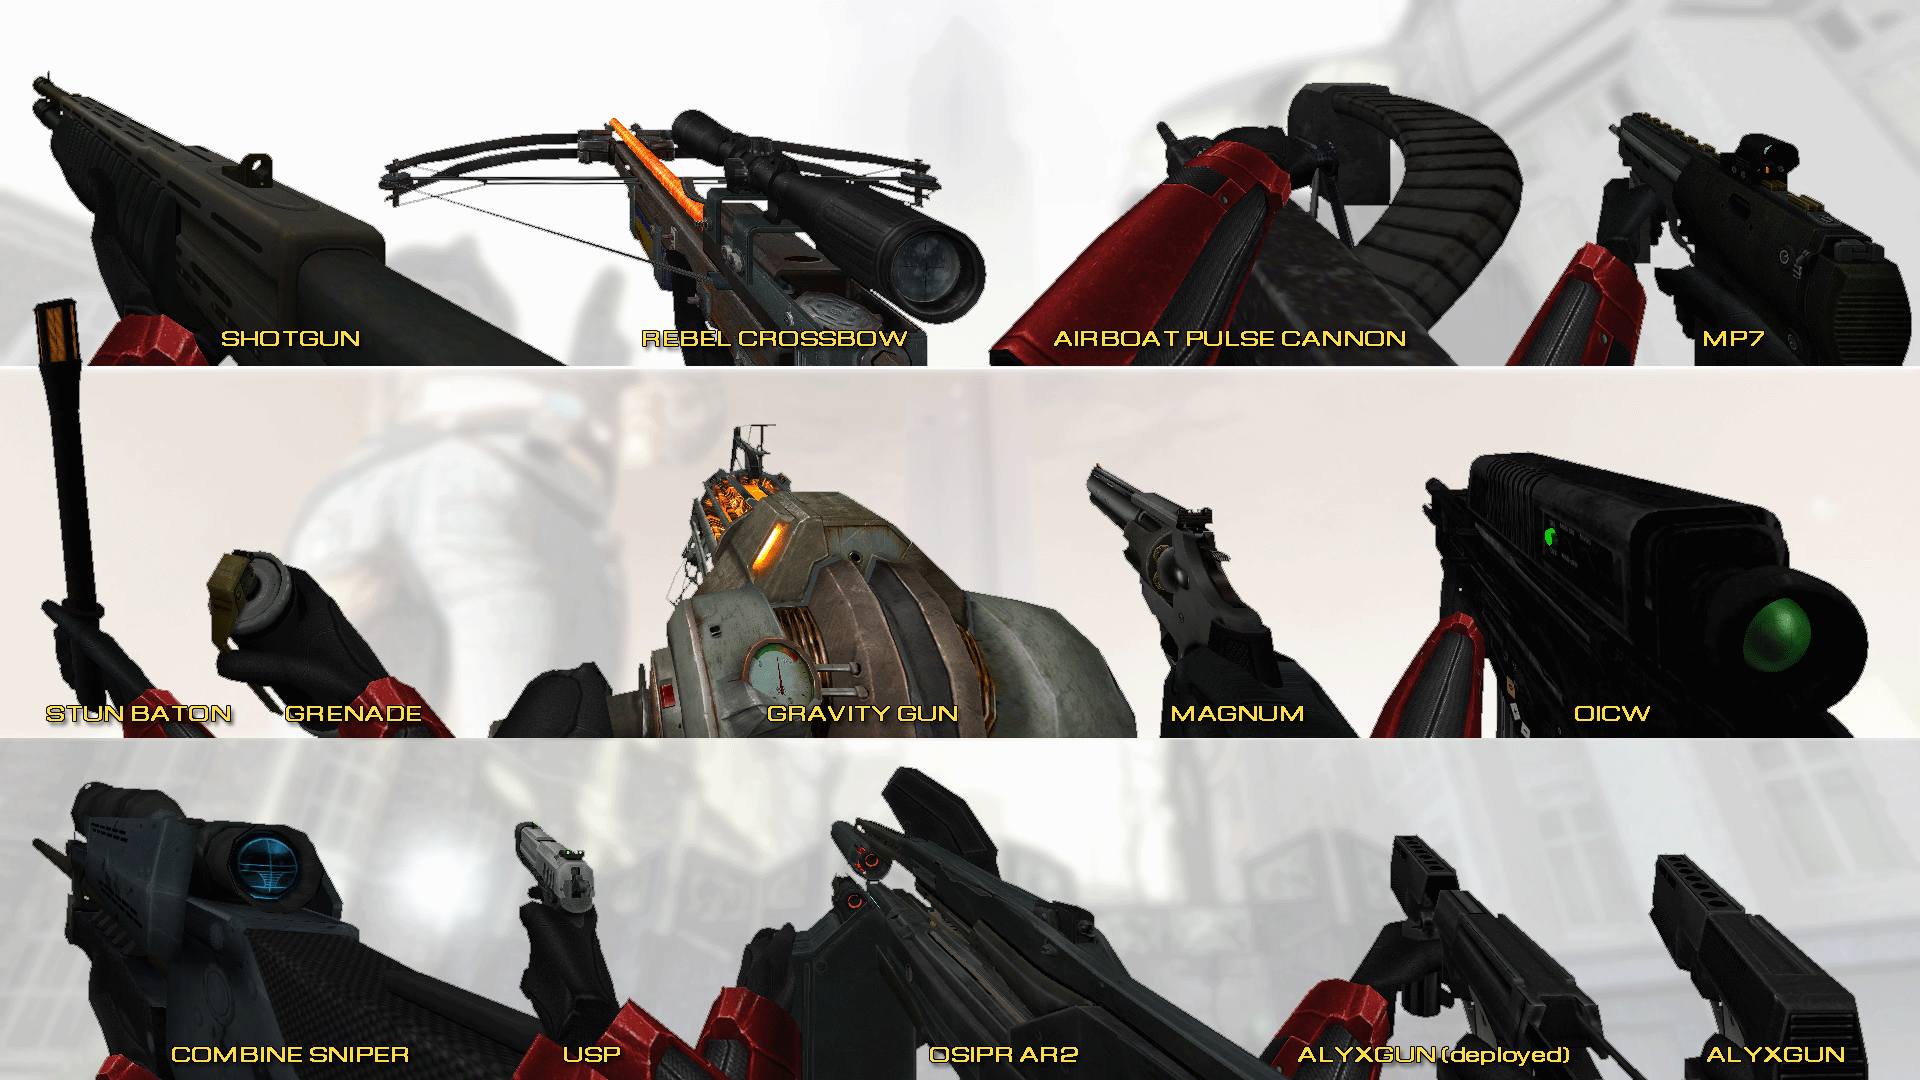 SHOTGUN
REBEL CROSSBOW
AIRBOAT PULSE CANNON
MP7
STUN BATON
GRENADE
GRAVITY GUN
MAGNUM
OICW
COMBINE SNIPER
USP
OSIPR AR2
ALYXGUN (deployed)
ALYXGUN